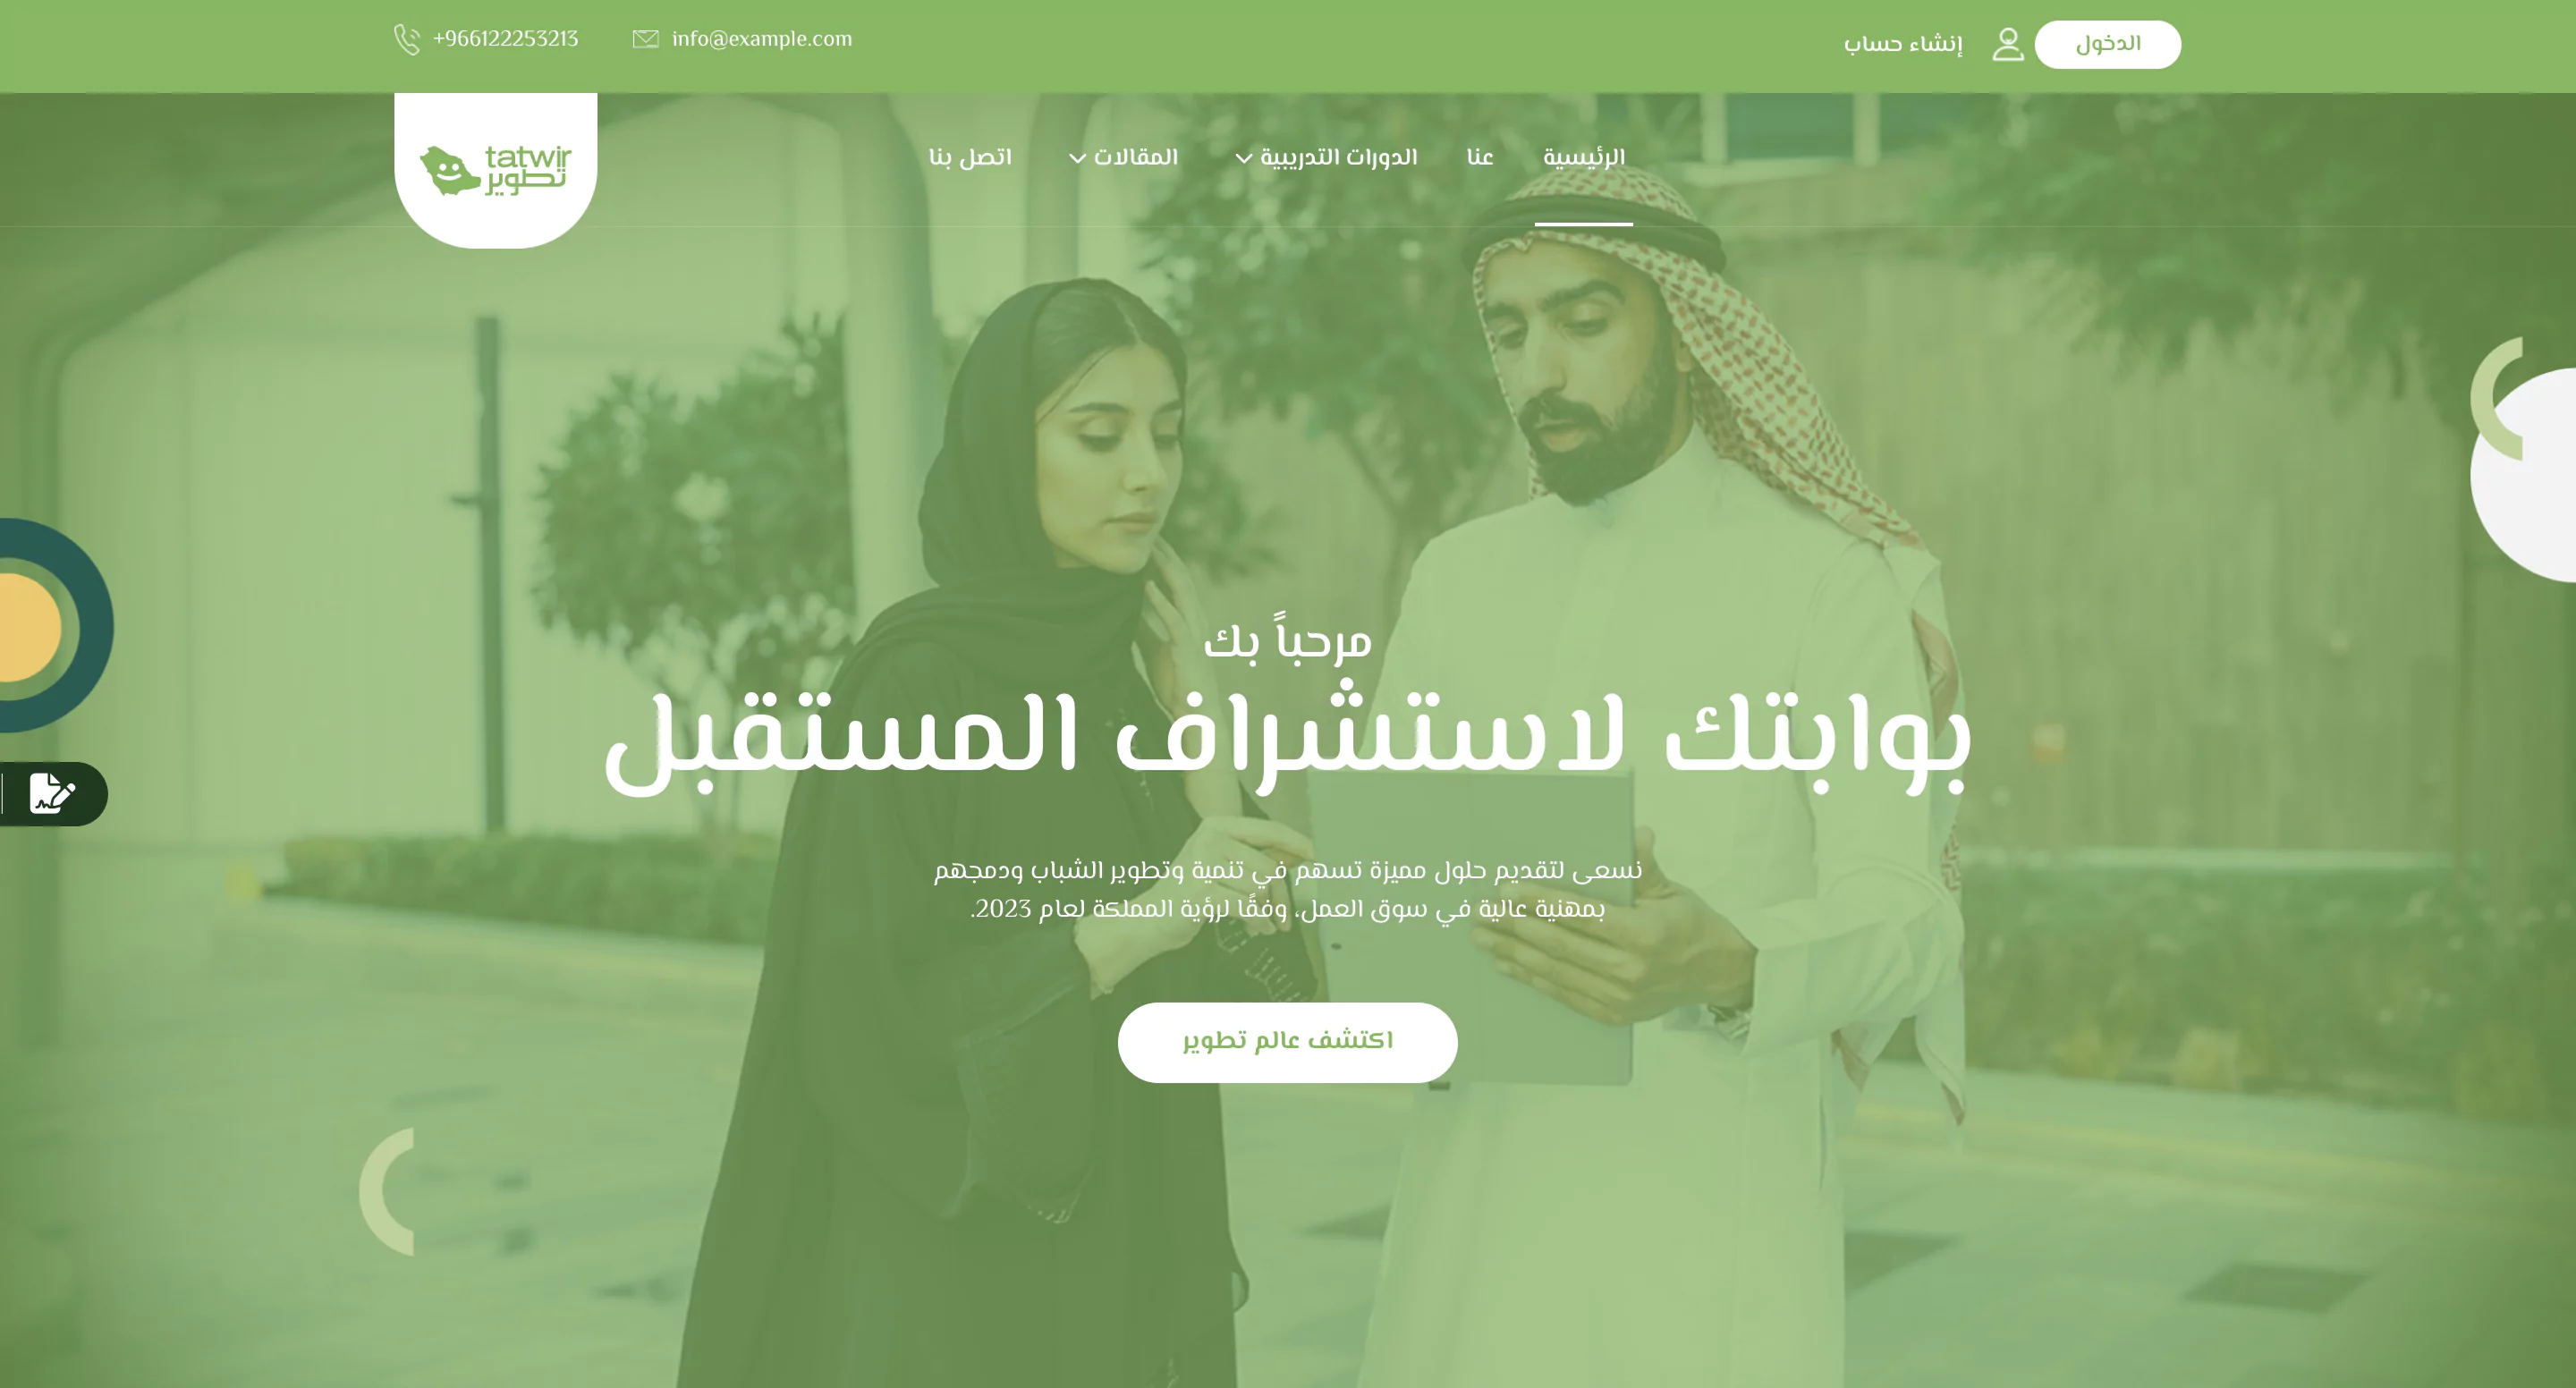 الدخول
إنشاء حساب
info@example.com
+966122253213
tatwir
تطوير
الرئيسية
عنا
الدورات التدريبية
المقالات
اتصل بنا
مرحباً بك
بوابتك لاستشراف المستقبل
نسعى لتقديم حلول مميزة تسهم في تنمية وتطوير الشباب ودمجهم
بمهنية عالية في سوق العمل، وفقًا لرؤية المملكة لعام 2023.
اكتشف عالم تطوير